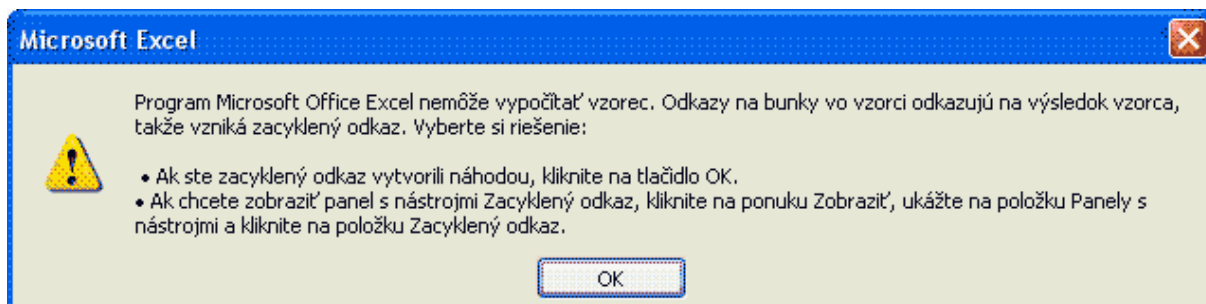 Microsoft Excel
Program Microsoft Office Excel nemôže vypočítať vzorec. Odkazy na bunky vo vzorci odkazujú na výsledok vzorca,
takže vzniká zacyklený odkaz. Vyberte si riešenie:
• Ak ste zacyklený odkaz vytvorili náhodou, kliknite na tlačidlo OK.
• Ak chcete zobraziť panel s nástrojmi Zacyklený odkaz, kliknite na ponuku Zobraziť, ukážte na položku Panely s
nástrojmi a kliknite na položku Zacyklený odkaz.
OK